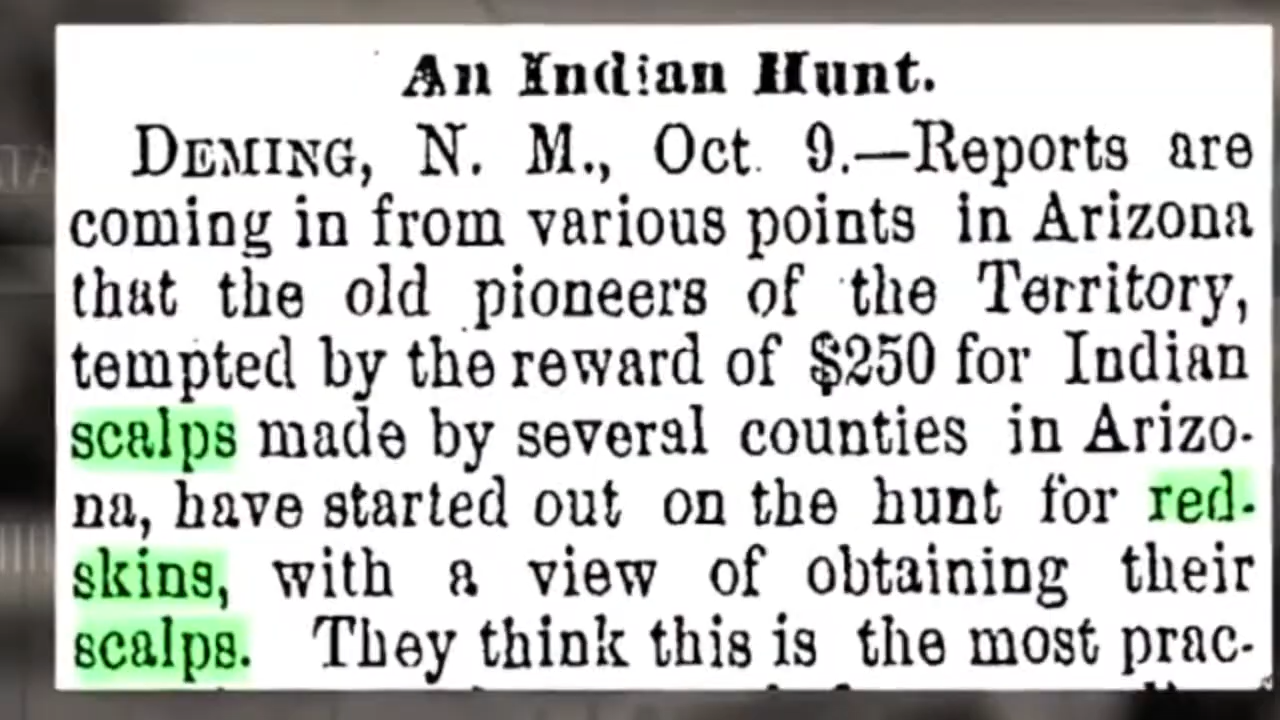 An Indian Hunt.
DEMING, N. M., Oct. 9.—Reports are
coming in from various points in Arizona
that the old pioneers of the Territory,
tempted by the reward of $250 for Indian
scalps made by several counties in Arizo-
na, have started out on the hunt for red-
skins, with a view of obtaining their
scalps. They think this is the most prac-